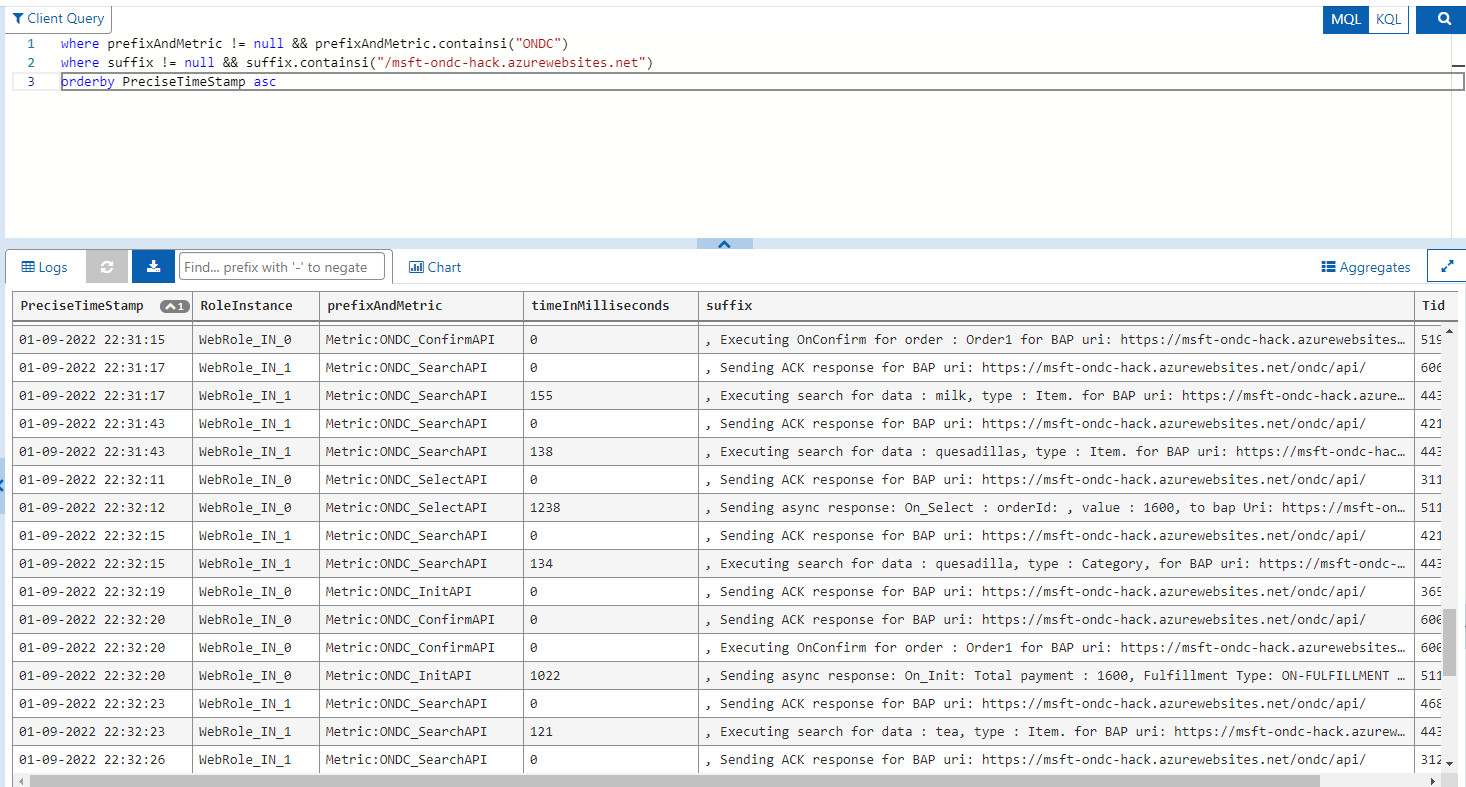 Client Query
MQL KQL
1 where prefixAndMetric != null && prefixAndMetric.containsi("ONDC")
2 where suffix != null && suffix.containsi("/msft-ondc-hack.azurewebsites.net")
3 orderby PreciseTimeStamp asc
Logs Find... prefix with '-' to negate Chart Aggregates
PreciseTimeStamp 1 RoleInstance prefixAndMetric timeInMilliseconds suffix Tid
01-09-2022 22:31:15 WebRole_IN_0 Metric:ONDC_ConfirmAPI 0 , Executing OnConfirm for order : Order1 for BAP uri: https://msft-ondc-hack.azurewebsites… 519
01-09-2022 22:31:17 WebRole_IN_1 Metric:ONDC_SearchAPI 0 , Sending ACK response for BAP uri: https://msft-ondc-hack.azurewebsites.net/ondc/api/ 606
01-09-2022 22:31:17 WebRole_IN_1 Metric:ONDC_SearchAPI 155 , Executing search for data : milk, type : Item. for BAP uri: https://msft-ondc-hack.azure… 443
01-09-2022 22:31:43 WebRole_IN_1 Metric:ONDC_SearchAPI 0 , Sending ACK response for BAP uri: https://msft-ondc-hack.azurewebsites.net/ondc/api/ 421
01-09-2022 22:31:43 WebRole_IN_1 Metric:ONDC_SearchAPI 138 , Executing search for data : quesadillas, type : Item. for BAP uri: https://msft-ondc-hac… 443
01-09-2022 22:32:11 WebRole_IN_0 Metric:ONDC_SelectAPI 0 , Sending ACK response for BAP uri: https://msft-ondc-hack.azurewebsites.net/ondc/api/ 311
01-09-2022 22:32:12 WebRole_IN_0 Metric:ONDC_SelectAPI 1238 , Sending async response: On_Select : orderId: , value : 1600, to bap Uri: https://msft-on… 511
01-09-2022 22:32:15 WebRole_IN_1 Metric:ONDC_SearchAPI 0 , Sending ACK response for BAP uri: https://msft-ondc-hack.azurewebsites.net/ondc/api/ 421
01-09-2022 22:32:15 WebRole_IN_1 Metric:ONDC_SearchAPI 134 , Executing search for data : quesadilla, type : Category, for BAP uri: https://msft-ondc-… 443
01-09-2022 22:32:19 WebRole_IN_0 Metric:ONDC_InitAPI 0 , Sending ACK response for BAP uri: https://msft-ondc-hack.azurewebsites.net/ondc/api/ 365
01-09-2022 22:32:20 WebRole_IN_0 Metric:ONDC_ConfirmAPI 0 , Sending ACK response for BAP uri: https://msft-ondc-hack.azurewebsites.net/ondc/api/ 606
01-09-2022 22:32:20 WebRole_IN_0 Metric:ONDC_ConfirmAPI 0 , Executing OnConfirm for order : Order1 for BAP uri: https://msft-ondc-hack.azurewebsites… 606
01-09-2022 22:32:20 WebRole_IN_0 Metric:ONDC_InitAPI 1022 , Sending async response: On_Init: Total payment : 1600, Fulfillment Type: ON-FULFILLMENT … 511
01-09-2022 22:32:23 WebRole_IN_1 Metric:ONDC_SearchAPI 0 , Sending ACK response for BAP uri: https://msft-ondc-hack.azurewebsites.net/ondc/api/ 468
01-09-2022 22:32:23 WebRole_IN_1 Metric:ONDC_SearchAPI 121 , Executing search for data : tea, type : Item. for BAP uri: https://msft-ondc-hack.azurew… 443
01-09-2022 22:32:26 WebRole_IN_1 Metric:ONDC_SearchAPI 0 , Sending ACK response for BAP uri: https://msft-ondc-hack.azurewebsites.net/ondc/api/ 312